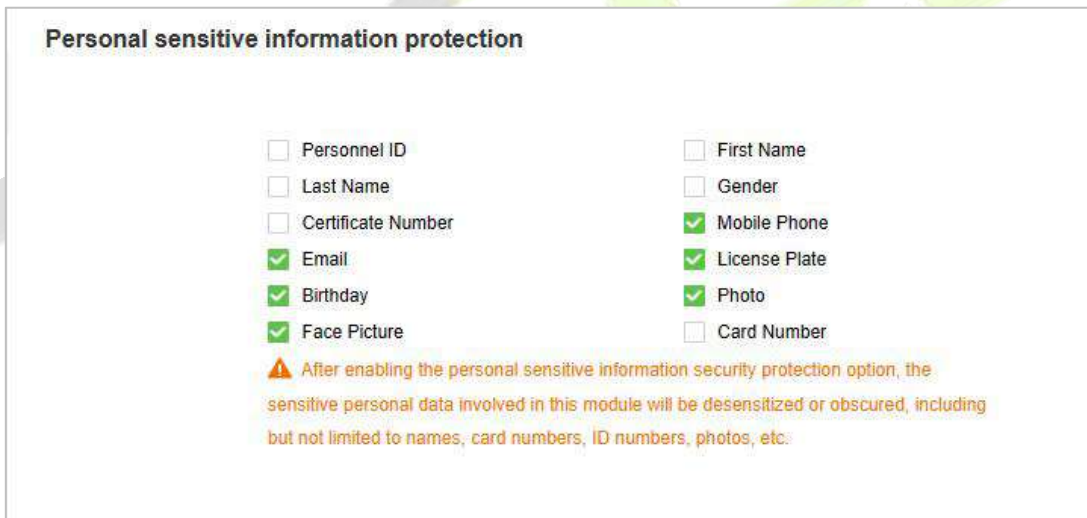 Personal sensitive information protection
Personnel ID
First Name
Last Name
Gender
Certificate Number
Mobile Phone
Email
License Plate
Birthday
Photo
Face Picture
Card Number
After enabling the personal sensitive information security protection option, the
sensitive personal data involved in this module will be desensitized or obscured, including
but not limited to names, card numbers, ID numbers, photos, etc.